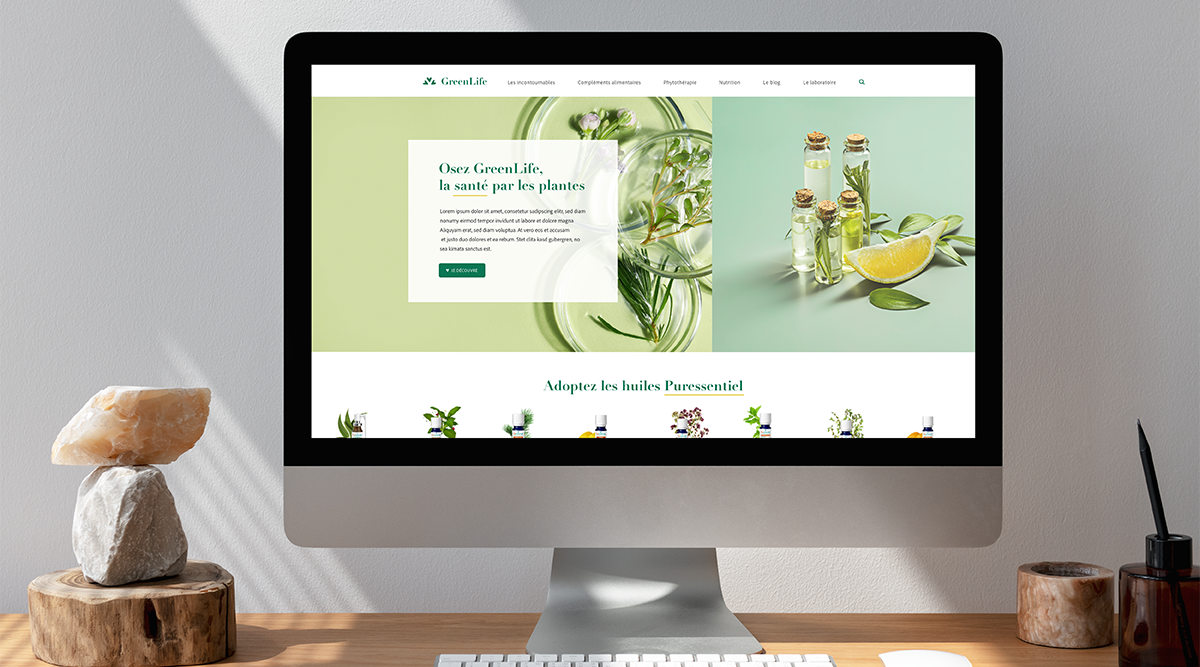 GreenLife
Les incontournables Compléments alimentaires Phytothérapie Nutrition Le blog Le laboratoire
Osez GreenLife,
la santé par les plantes
Lorem ipsum dolor sit amet, consetetur sadipscing elitr, sed diam
nonumy eirmod tempor invidunt ut labore et dolore magna
Aliquyam erat, sed diam voluptua. At vero eos et accusam
et justo duo dolores et ea rebum. Stet clita kasd gubergren, no
sea kimata sanctus est.
JE DÉCOUVRE
Adoptez les huiles Puressentiel